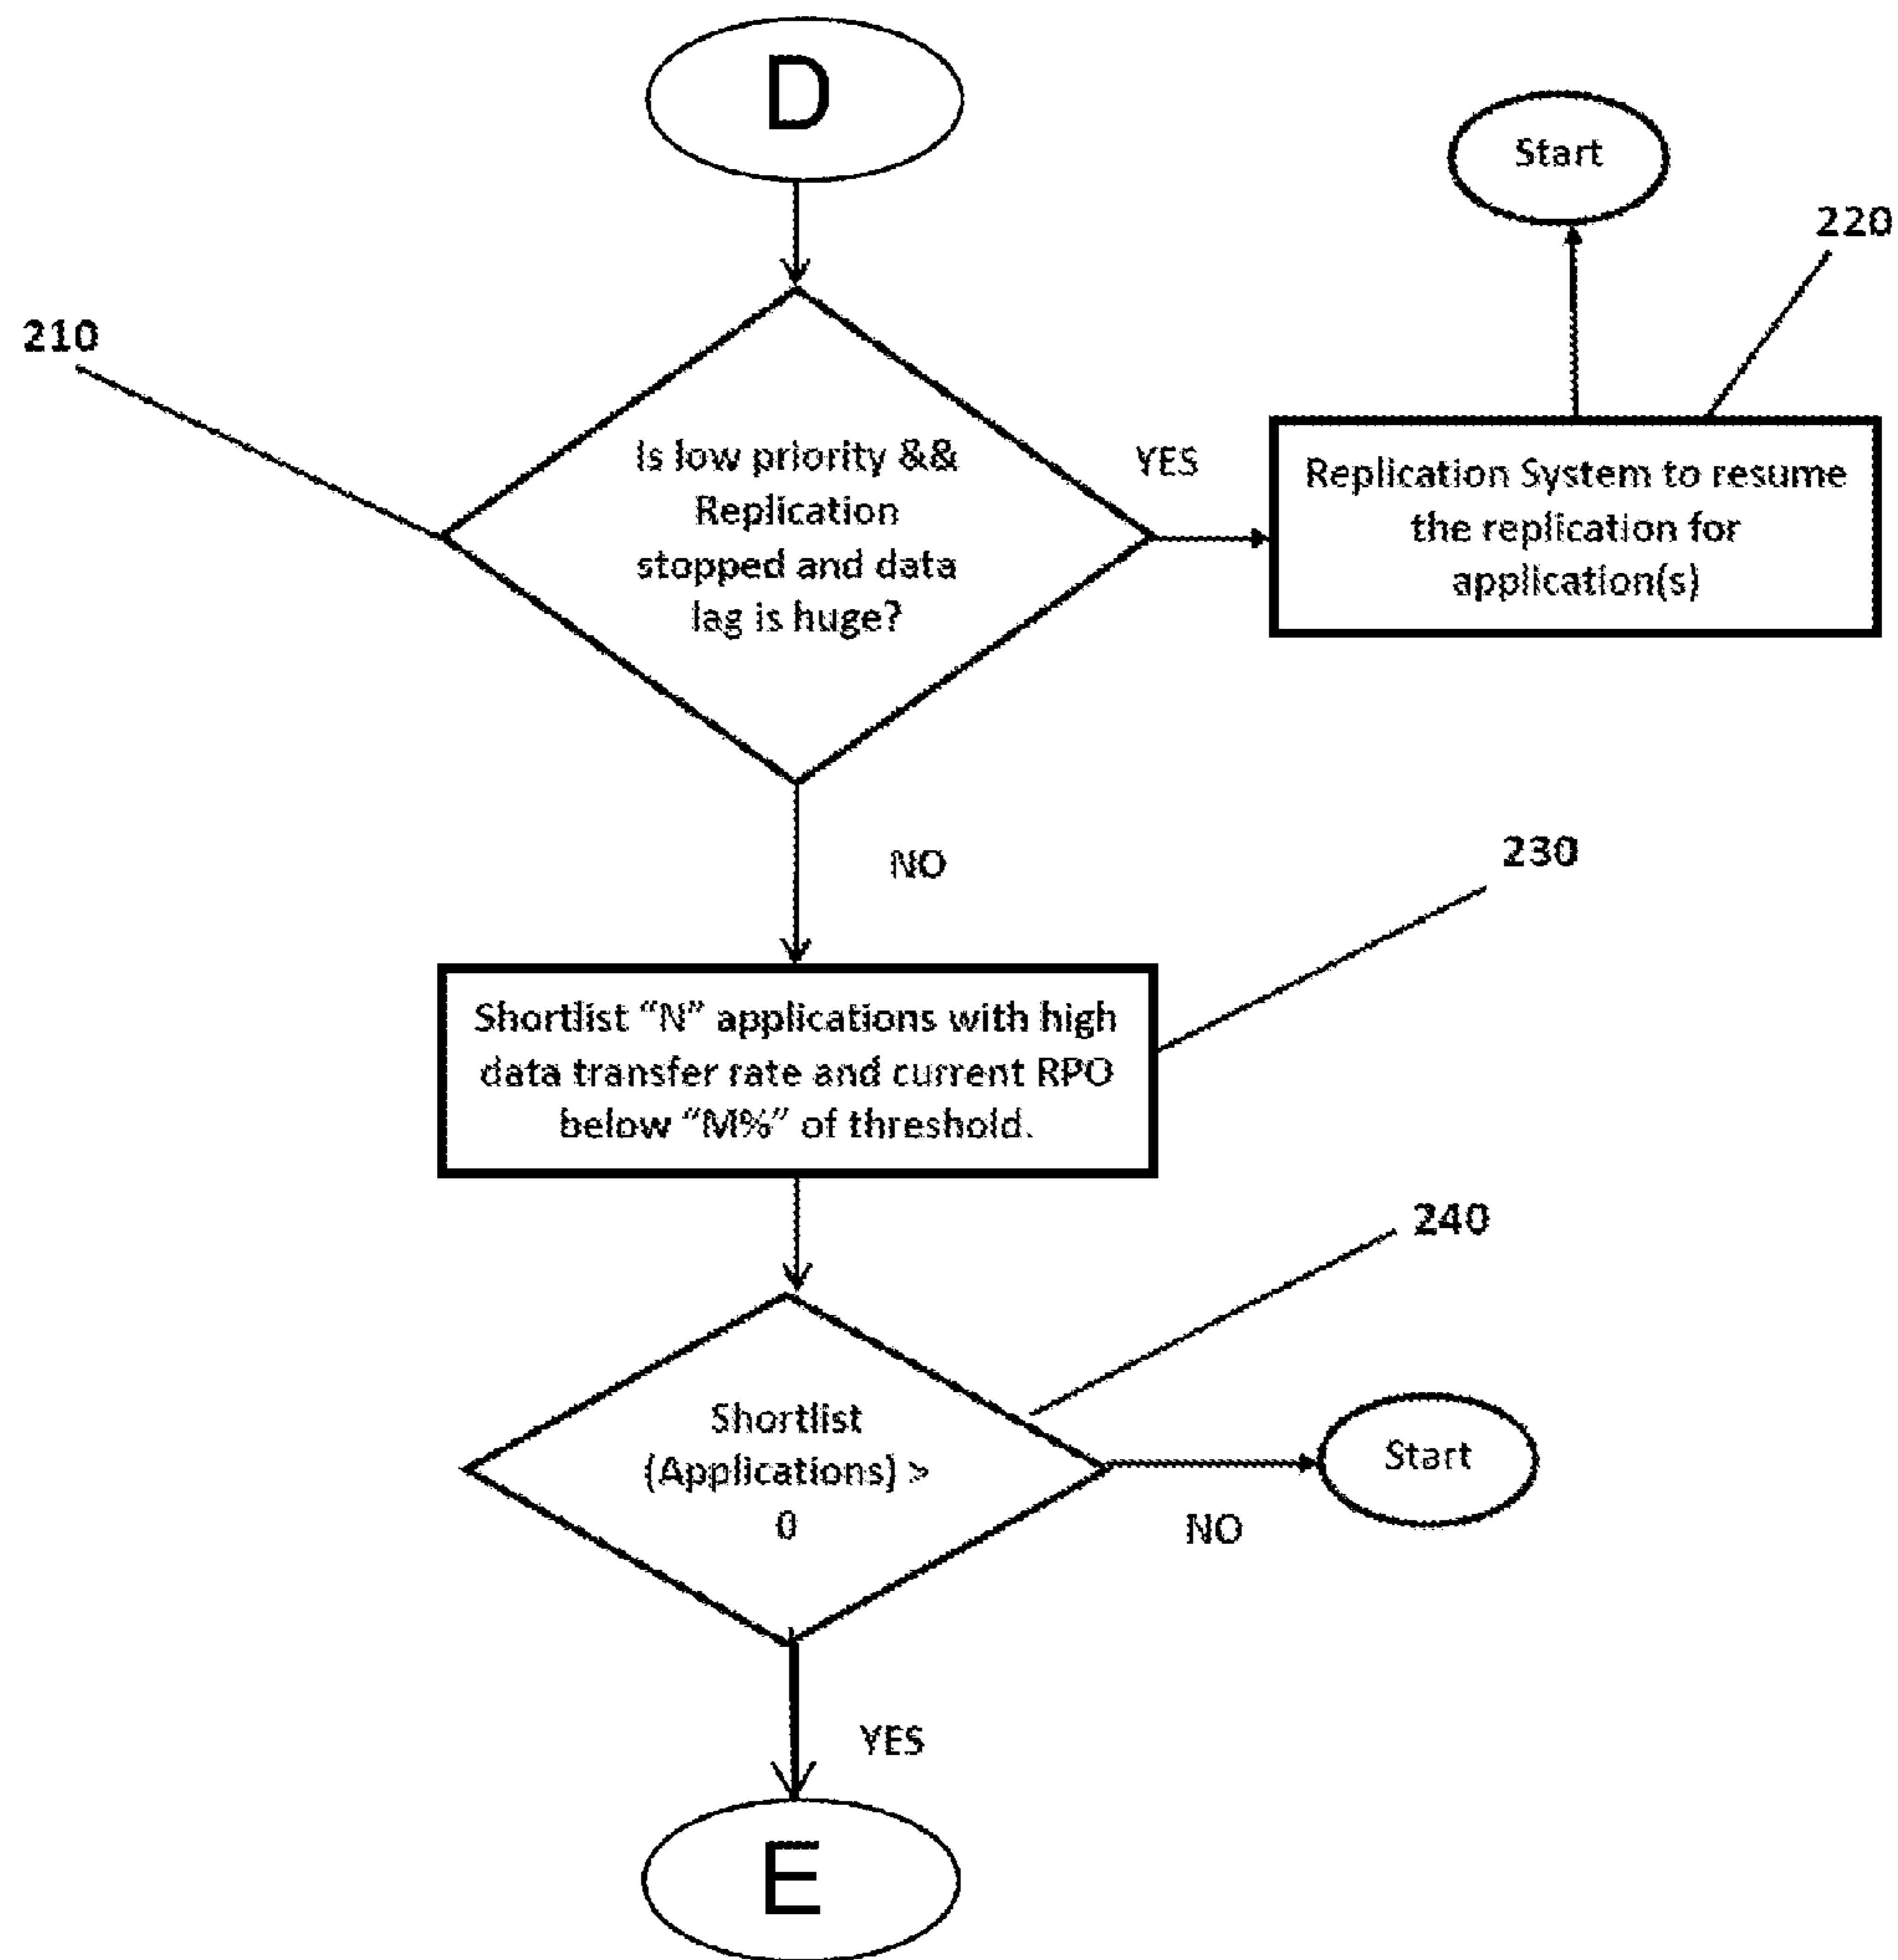 D
Start
220
210
Is low priority &&
Replication
stopped and data
lag is huge?
YES
Replication System to resume
the replication for
application(s)
NO
230
Shortlist “N” applications with high
data transfer rate and current RPO
below “M%” of threshold.
240
Shortlist
(Applications) >
0
Start
NO
YES
E